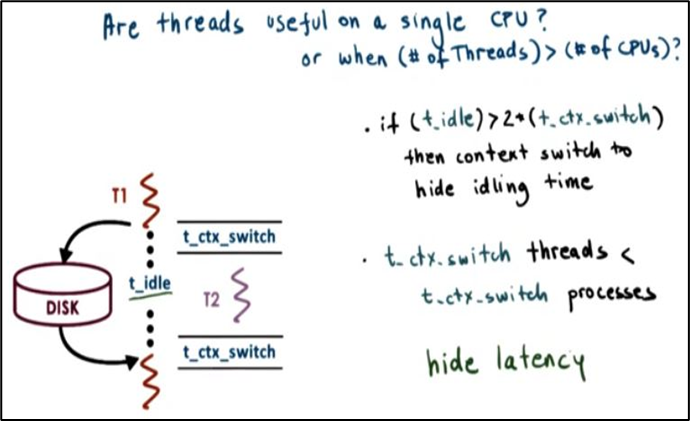 Are threads useful on a single CPU?
or when (# of Threads) > (# of CPUs)?
. if (t_idle) > 2*(t_ctx_switch)
then context switch to
hide idling time
. t_ctx_switch threads <
t_ctx_switch processes
hide latency
T1
t_ctx_switch
t_idle
T2
DISK
t_ctx_switch